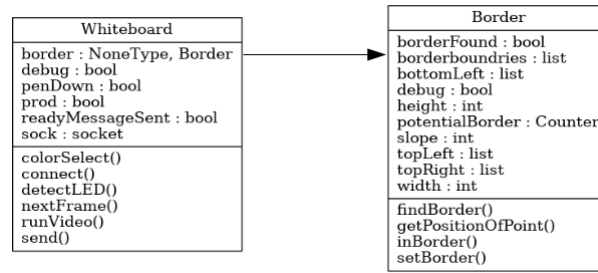 Whiteboard
border : NoneType, Border
debug : bool
penDown : bool
prod : bool
readyMessageSent : bool
sock : socket
colorSelect()
connect()
detectLED()
nextFrame()
runVideo()
send()
Border
borderFound : bool
borderboundries : list
bottomLeft : list
debug : bool
height : int
potentialBorder : Counter
slope : int
topLeft : list
topRight : list
width : int
findBorder()
getPositionOfPoint()
inBorder()
setBorder()